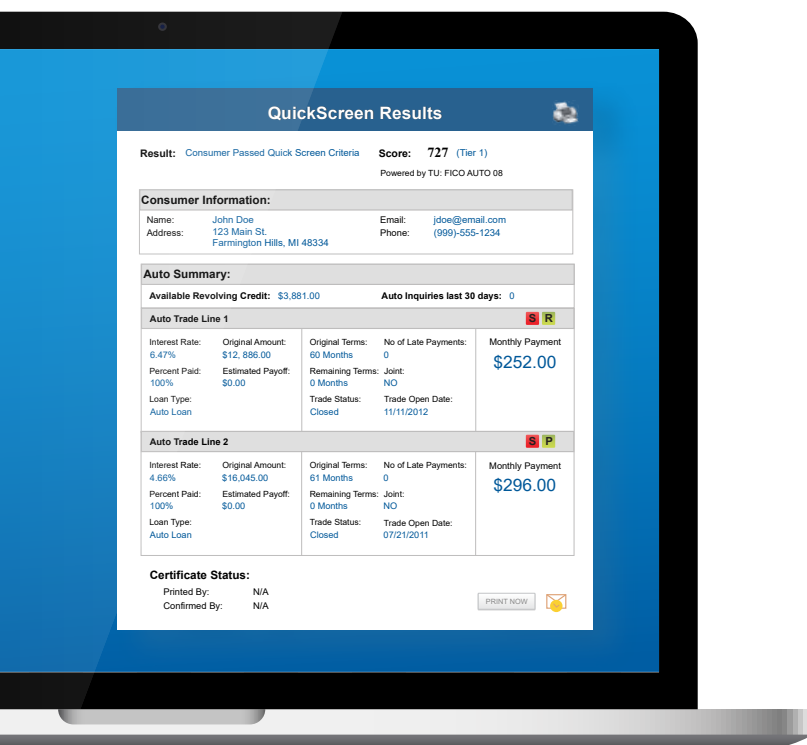 QuickScreen Results
Result: Consumer Passed Quick Screen Criteria Score: 727 (Tier 1)
Powered by TU: FICO AUTO 08
Consumer Information:
Name: John Doe Email: jdoe@email.com
Address: 123 Main St. Phone: (999)-555-1234
Farmington Hills, MI 48334
Auto Summary:
Available Revolving Credit: $3,881.00 Auto Inquiries last 30 days: 0
Auto Trade Line 1 S R
Interest Rate: Original Amount: Original Terms: No of Late Payments: Monthly Payment
6.47% $12, 886.00 60 Months 0 $252.00
Percent Paid: Estimated Payoff: Remaining Terms: Joint:
100% $0.00 0 Months NO
Loan Type: Trade Status: Trade Open Date:
Auto Loan Closed 11/11/2012
Auto Trade Line 2 S P
Interest Rate: Original Amount: Original Terms: No of Late Payments: Monthly Payment
4.66% $16,045.00 61 Months 0 $296.00
Percent Paid: Estimated Payoff: Remaining Terms: Joint:
100% $0.00 0 Months NO
Loan Type: Trade Status: Trade Open Date:
Auto Loan Closed 07/21/2011
Certificate Status:
Printed By: N/A
Confirmed By: N/A
PRINT NOW